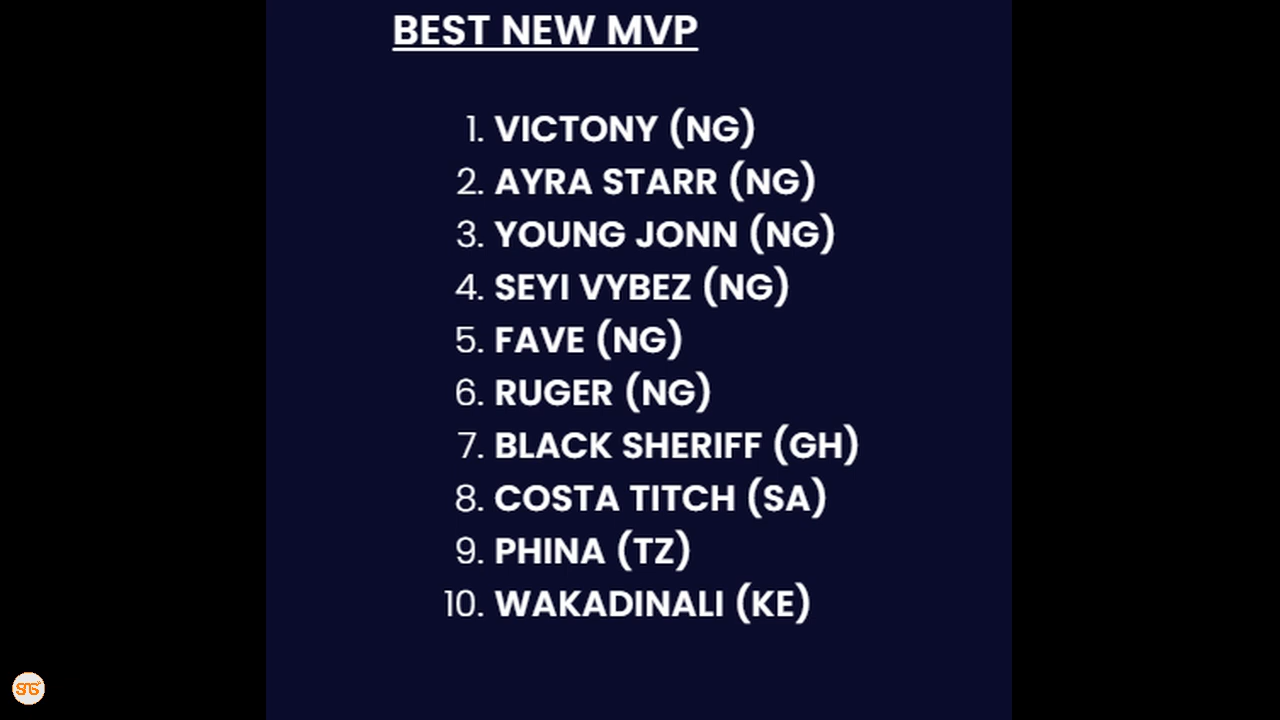 BEST NEW MVP
1. VICTONY (NG)
2. AYRA STARR (NG)
3. YOUNG JONN (NG)
4. SEYI VYBEZ (NG)
5. FAVE (NG)
6. RUGER (NG)
7. BLACK SHERIFF (GH)
8. COSTA TITCH (SA)
9. PHINA (TZ)
10. WAKADINALI (KE)